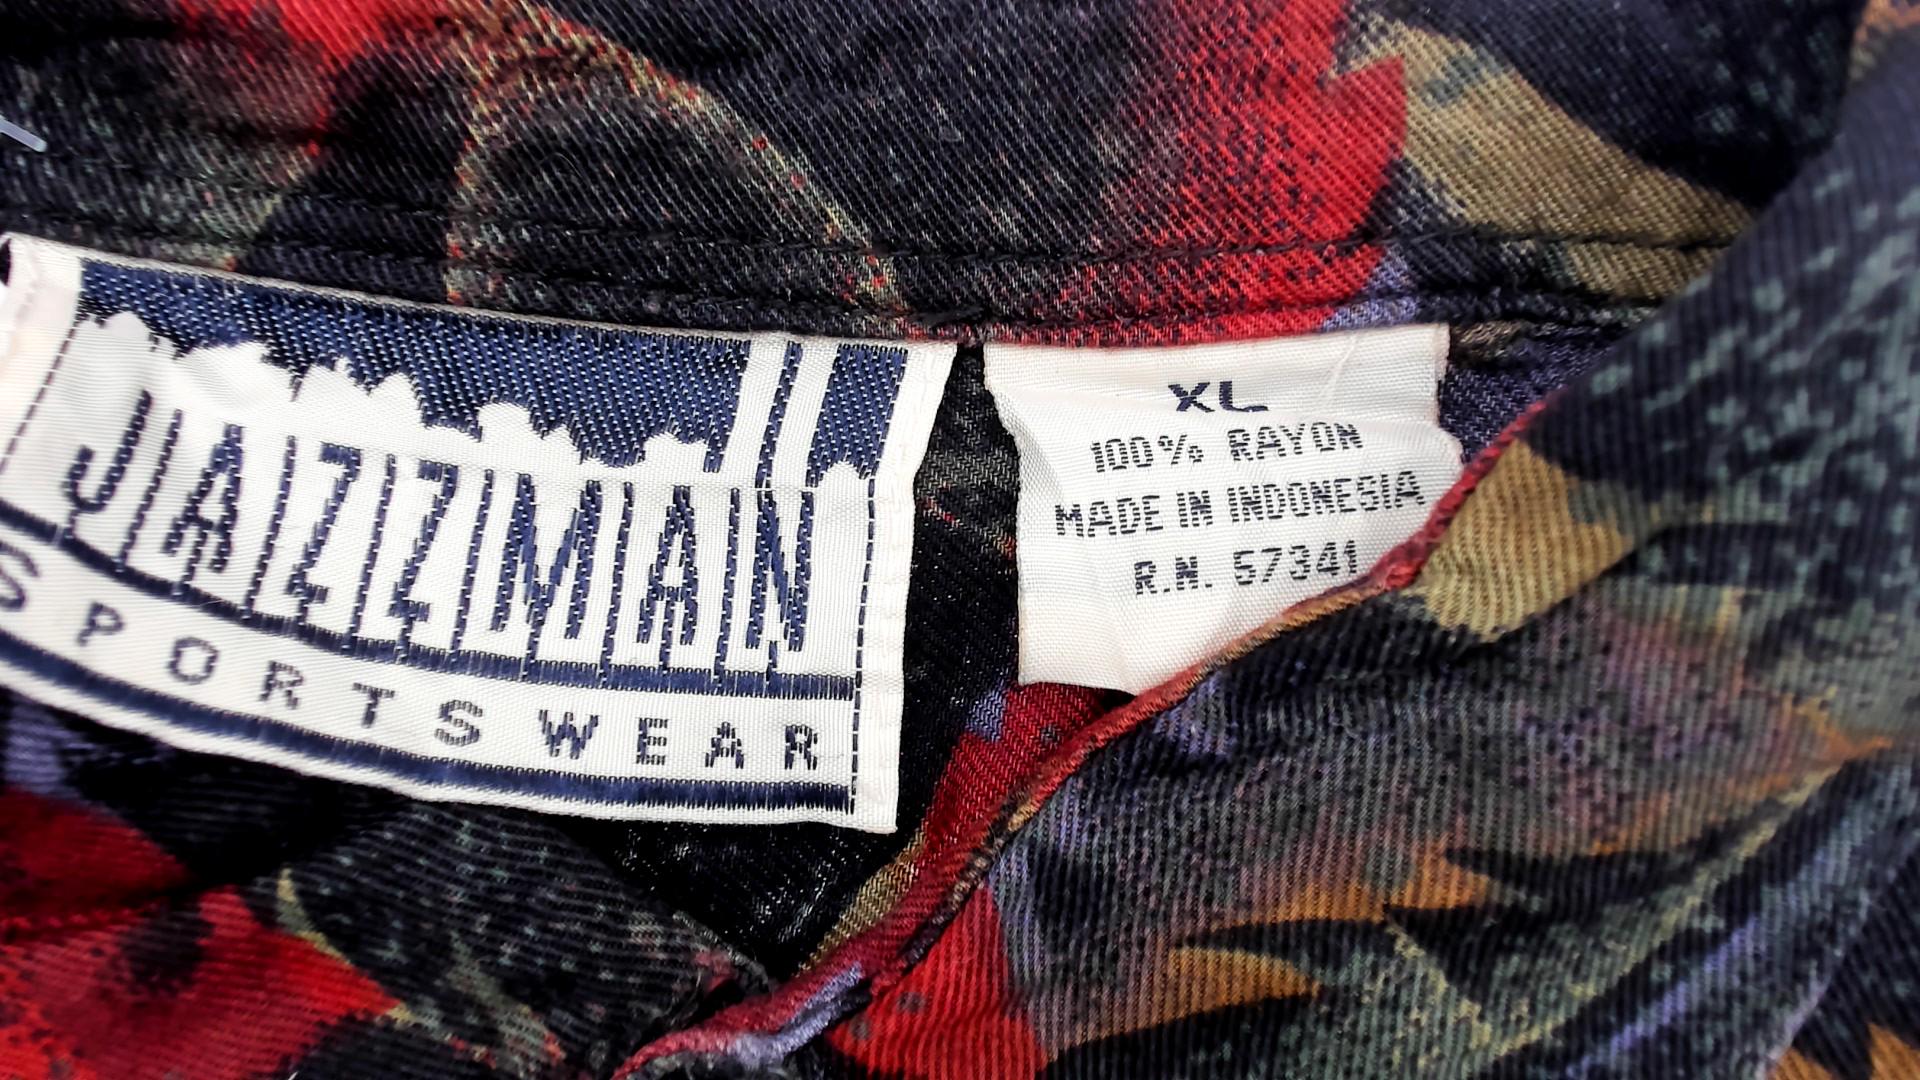 JAZZMAN
SPORTSWEAR
XL
100% RAYON
MADE IN INDONESIA
R.N. 57341